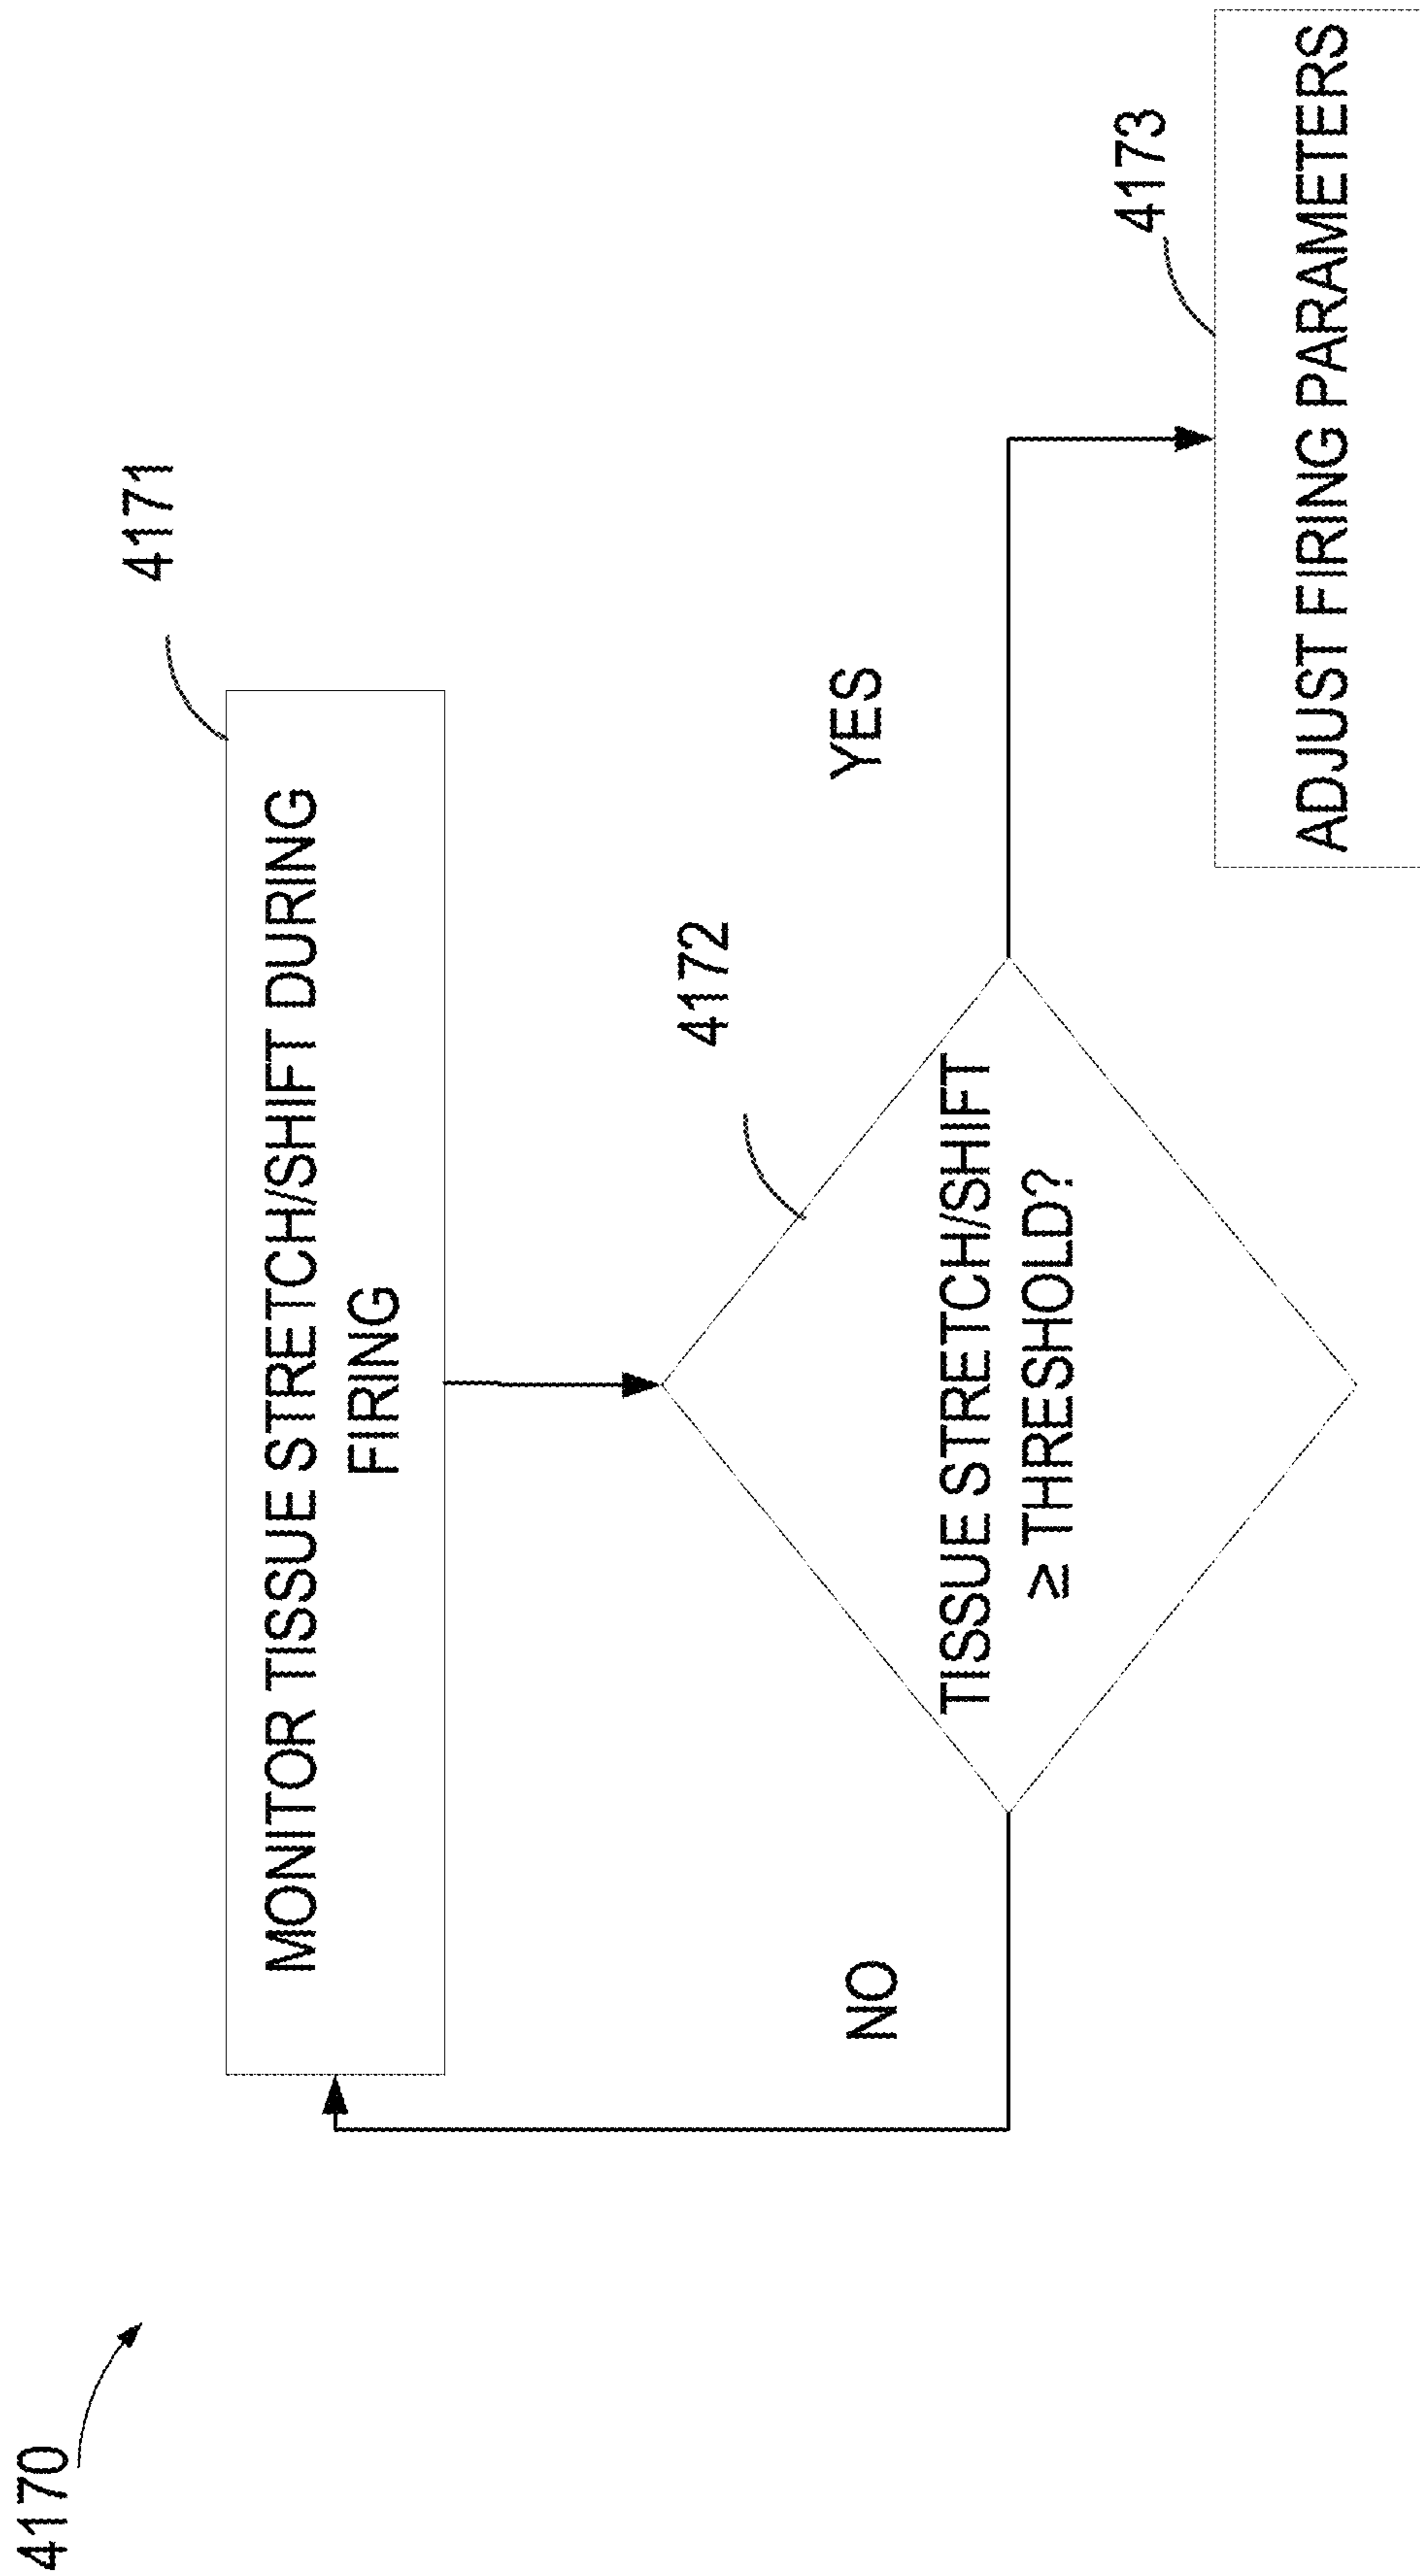 4170
4171
MONITOR TISSUE STRETCH/SHIFT DURING
FIRING
4172
TISSUE STRETCH/SHIFT
≥ THRESHOLD?
NO
YES
4173
ADJUST FIRING PARAMETERS